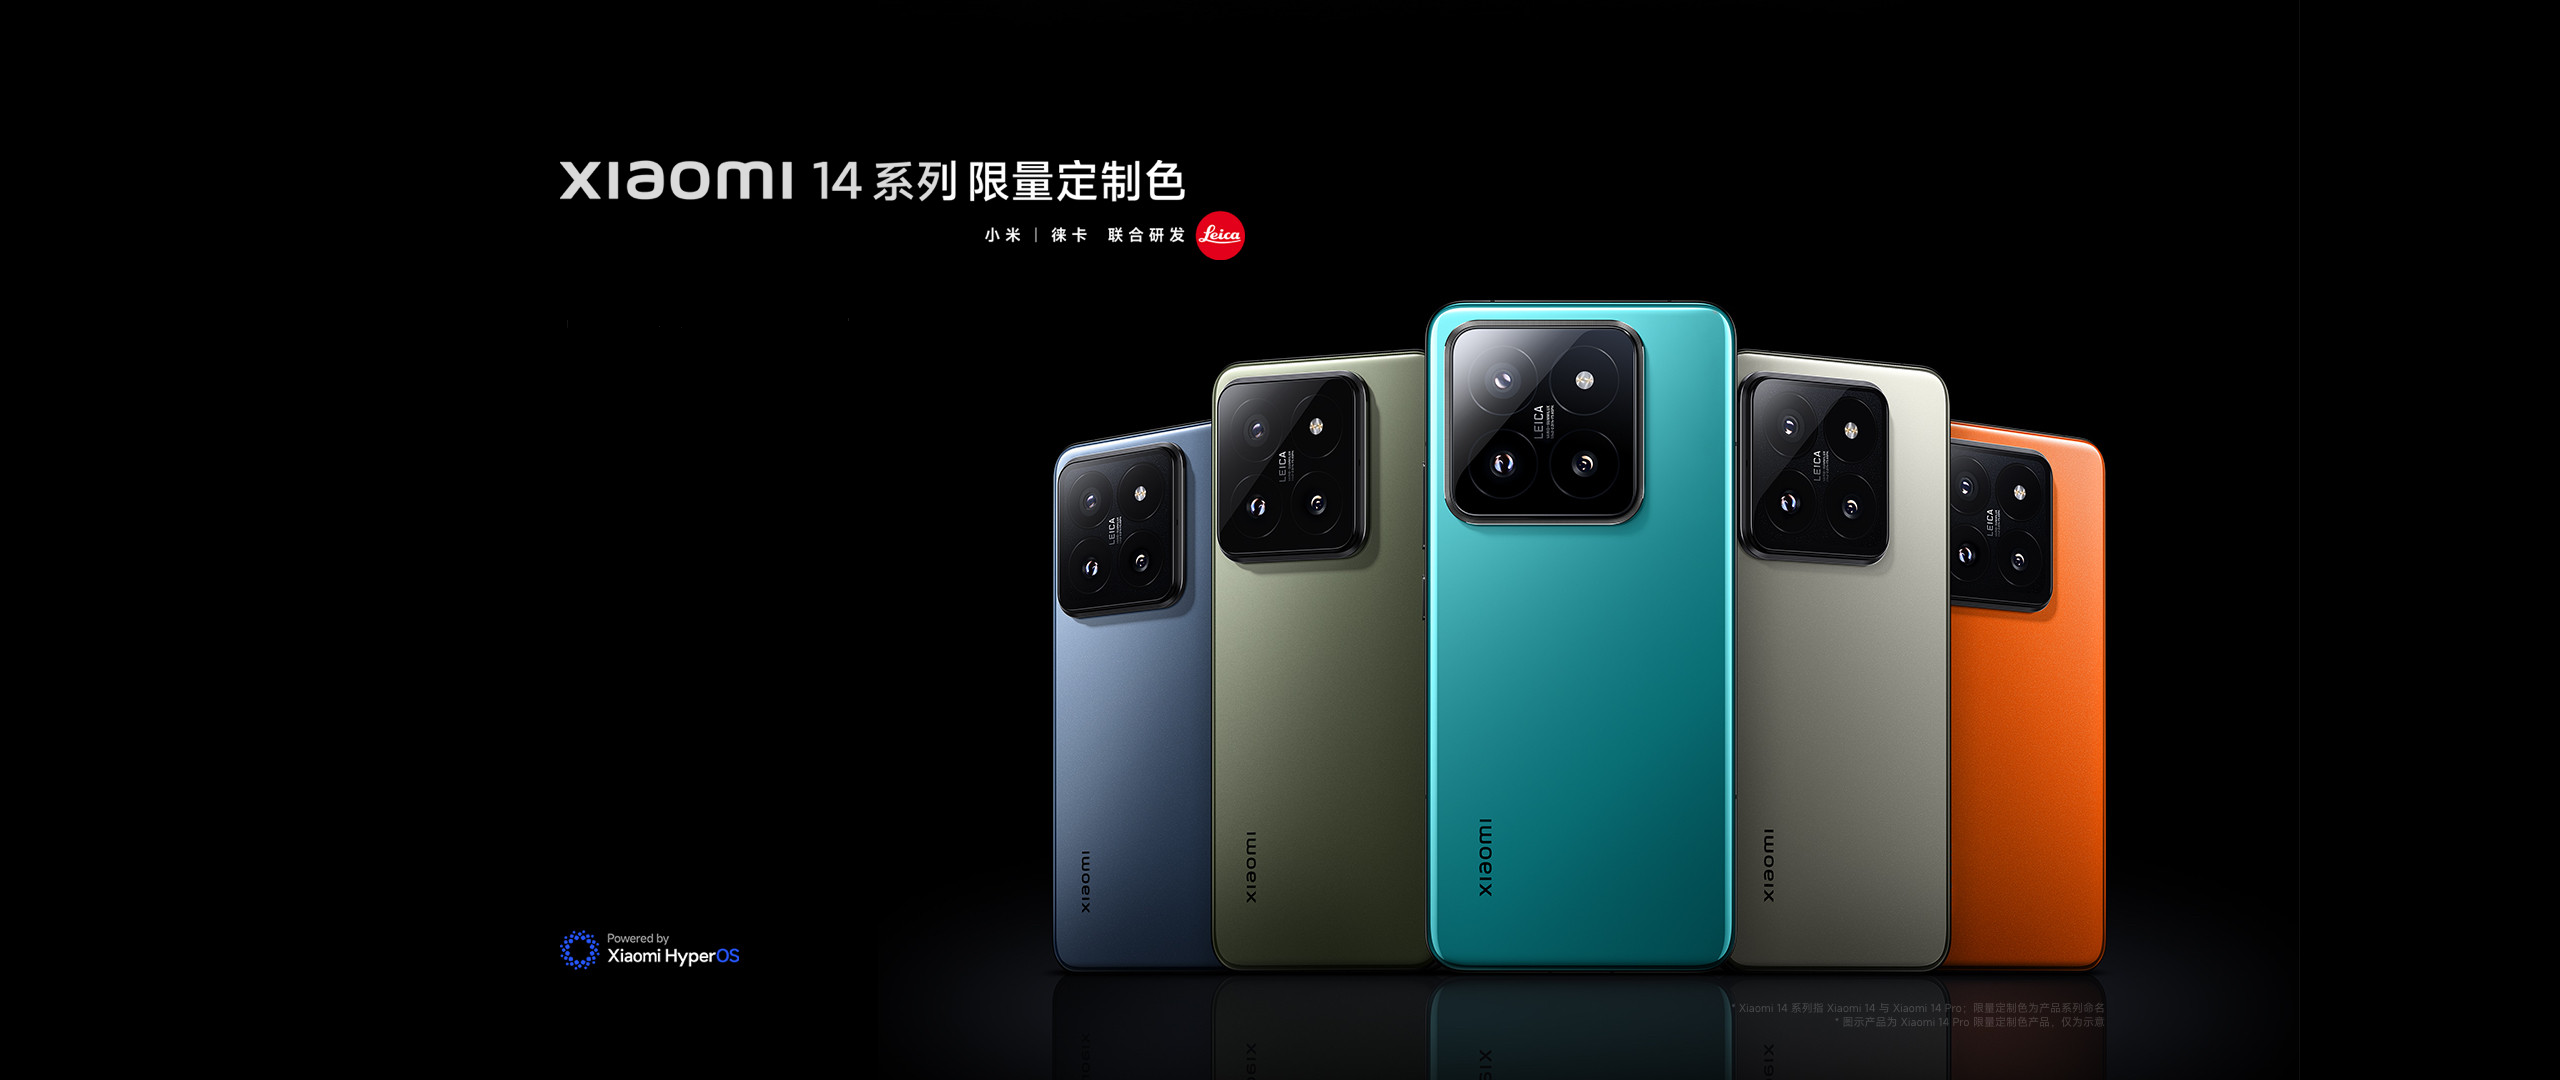 xiaomi 14 系列 限量定制色
小米 | 徕卡 联合研发 Leica
LEICA
LEICA
LEICA
LEICA
LEICA
xiaomi
xiaomi
xiaomi
xiaomi
Powered by
Xiaomi HyperOS
* Xiaomi 14 系列指 Xiaomi 14 与 Xiaomi 14 Pro；限量定制色为产品系列命名
* 图示产品为 Xiaomi 14 Pro 限量定制色产品，仅为示意